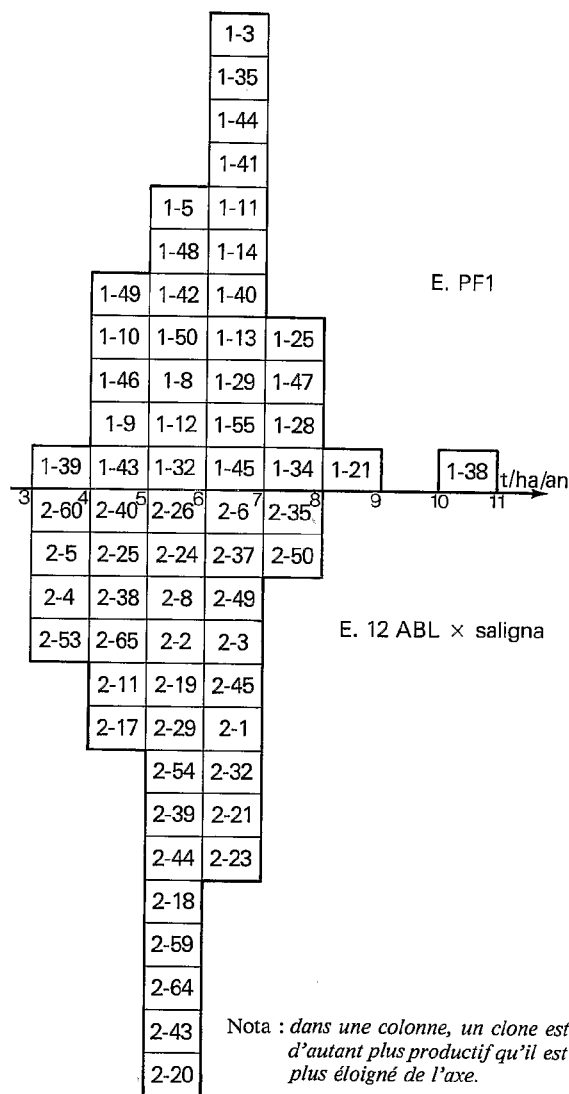 1-3
1-35
1-44
1-41
1-5 1-11
1-48 1-14
1-49 1-42 1-40 E. PF1
1-10 1-50 1-13 1-25
1-46 1-8 1-29 1-47
1-9 1-12 1-55 1-28
1-39 1-43 1-32 1-45 1-34 1-21 1-38 t/ha/an
3 4 5 6 7 8 9 10 11
2-60 2-40 2-26 2-6 2-35
2-5 2-25 2-24 2-37 2-50
2-4 2-38 2-8 2-49
2-53 2-65 2-2 2-3 E. 12 ABL × saligna
2-11 2-19 2-45
2-17 2-29 2-1
2-54 2-32
2-39 2-21
2-44 2-23
2-18
2-59
2-64
2-43 Nota : dans une colonne, un clone est
d'autant plus productif qu'il est
2-20 plus éloigné de l'axe.